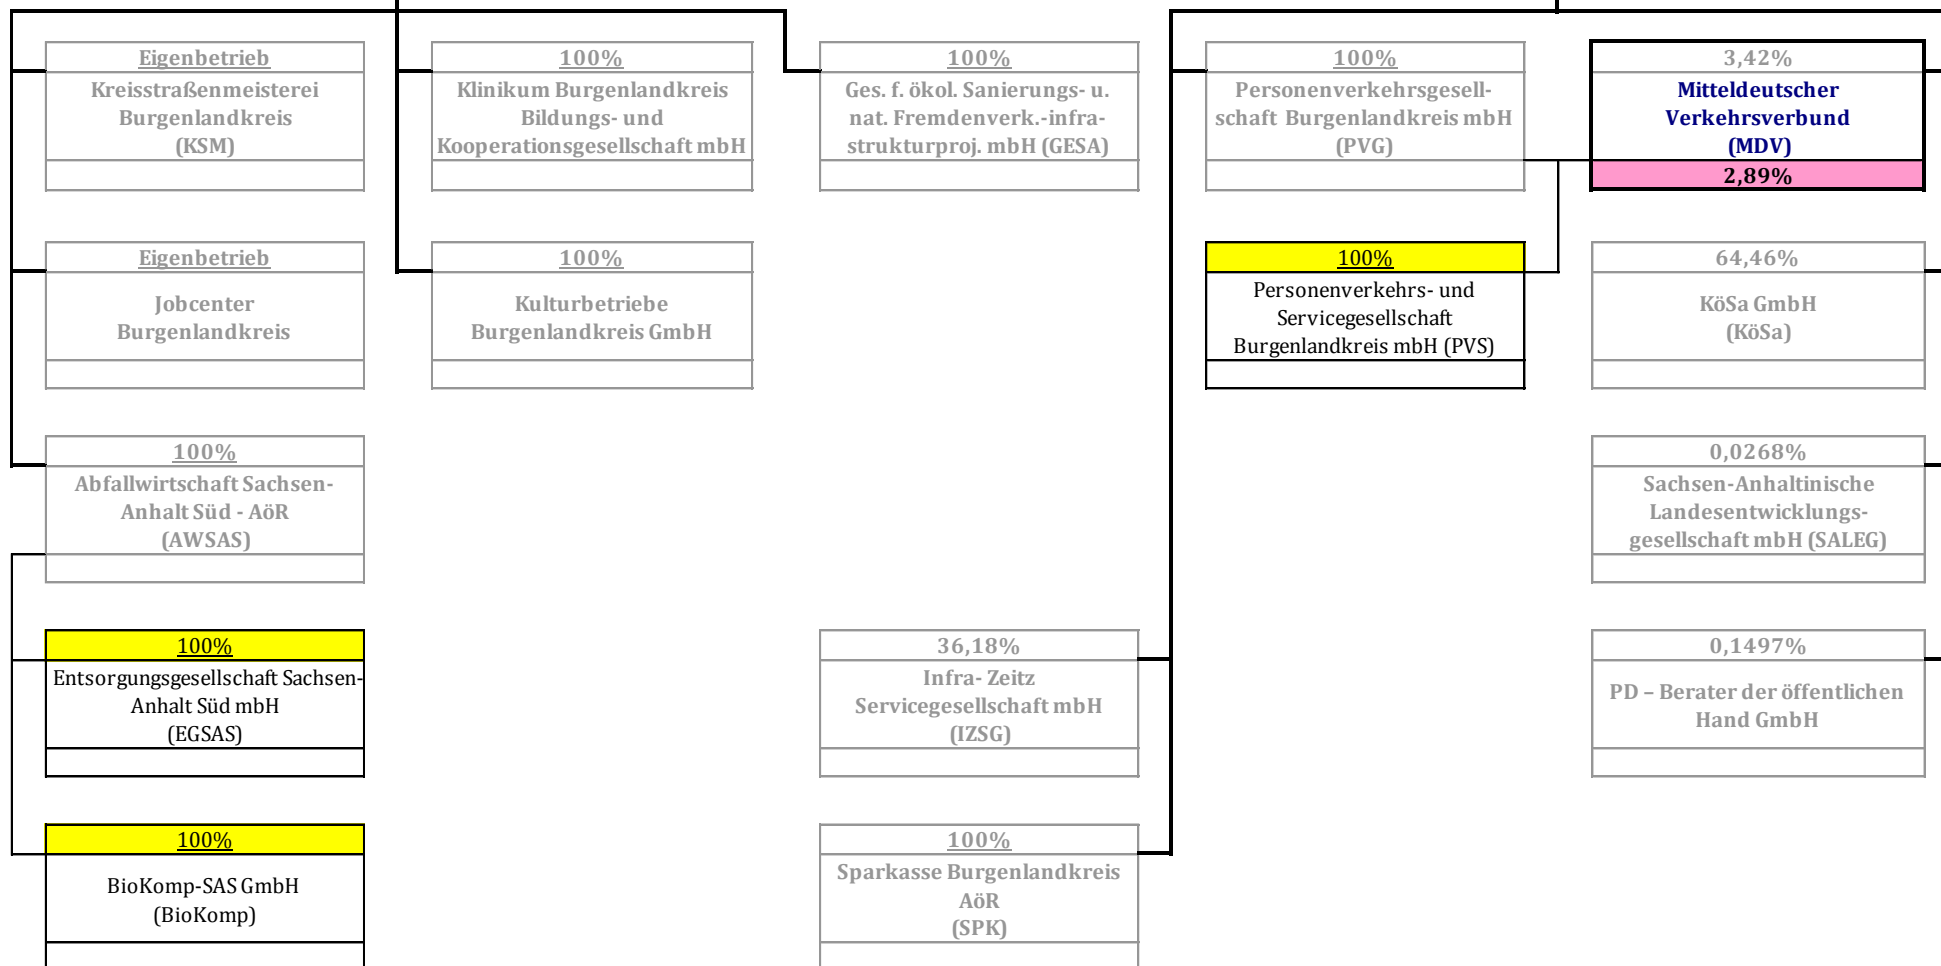 Eigenbetrieb
Kreisstraßenmeisterei
Burgenlandkreis
(KSM)
100%
Klinikum Burgenlandkreis
Bildungs- und
Kooperationsgesellschaft mbH
100%
Ges. f. ökol. Sanierungs- u.
nat. Fremdenverk.-infra-
strukturproj. mbH (GESA)
100%
Personenverkehrsgesell-
schaft Burgenlandkreis mbH
(PVG)
3,42%
Mitteldeutscher
Verkehrsverbund
(MDV)
2,89%
Eigenbetrieb
Jobcenter
Burgenlandkreis
100%
Kulturbetriebe
Burgenlandkreis GmbH
100%
Personenverkehrs- und
Servicegesellschaft
Burgenlandkreis mbH (PVS)
64,46%
KöSa GmbH
(KöSa)
100%
Abfallwirtschaft Sachsen-
Anhalt Süd - AöR
(AWSAS)
0,0268%
Sachsen-Anhaltinische
Landesentwicklungs-
gesellschaft mbH (SALEG)
100%
Entsorgungsgesellschaft Sachsen-
Anhalt Süd mbH
(EGSAS)
36,18%
Infra- Zeitz
Servicegesellschaft mbH
(IZSG)
0,1497%
PD – Berater der öffentlichen
Hand GmbH
100%
BioKomp-SAS GmbH
(BioKomp)
100%
Sparkasse Burgenlandkreis
AöR
(SPK)